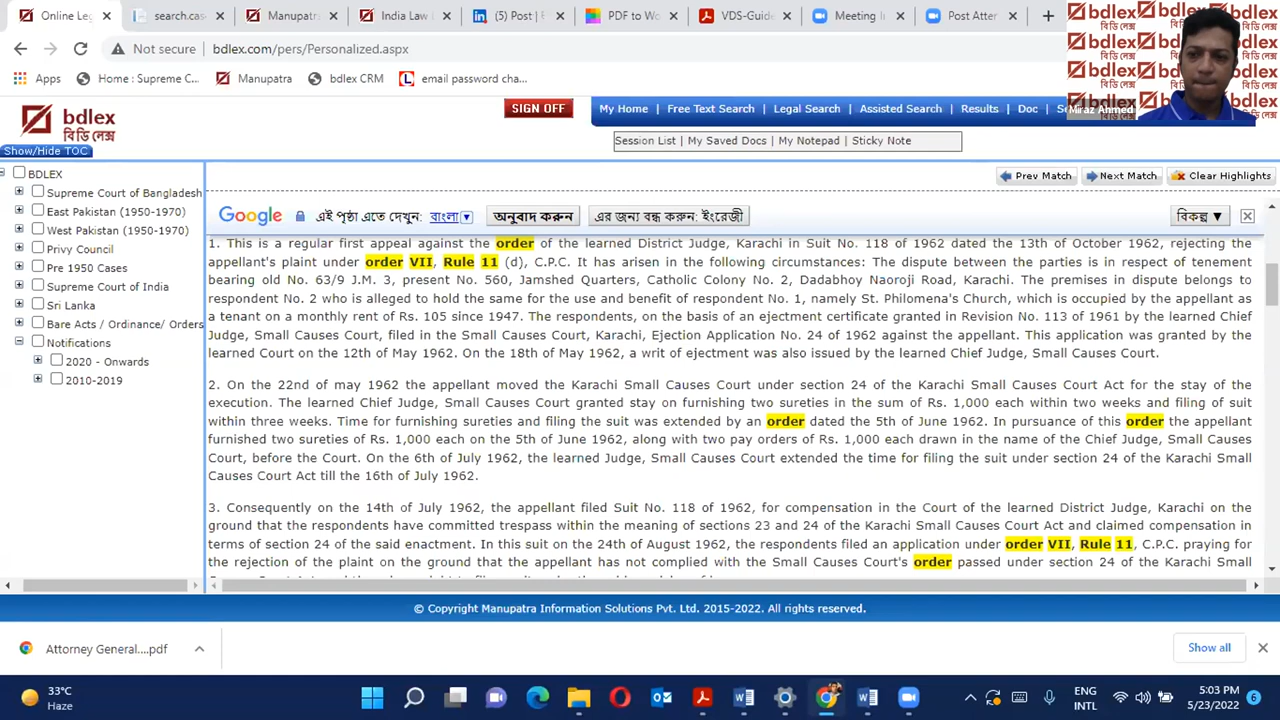 Online Leg
search.cas
Manupatra
India Law
(5) Post |
PDF to Wo
VDS-Guide
Meeting I
Post Atter
Not secure
bdlex.com/pers/Personalized.aspx
Apps
Home : Supreme C...
Manupatra
bdlex CRM
email password cha...
bdlex
বিডি লেক্স
Miraz Ahmed
bdlex
বিডি লেক্স
SIGN OFF
My Home | Free Text Search | Legal Search | Assisted Search | Results | Doc |
Session List | My Saved Docs | My Notepad | Sticky Note
Show/Hide TOC
Prev Match
Next Match
Clear Highlights
BDLEX
Supreme Court of Bangladesh
East Pakistan (1950-1970)
West Pakistan (1950-1970)
Privy Council
Pre 1950 Cases
Supreme Court of India
Sri Lanka
Bare Acts / Ordinance/ Orders
Notifications
2020 - Onwards
2010-2019
Google এই পৃষ্ঠা এতে দেখুন: বাংলা অনুবাদ করুন এর জন্য বন্ধ করুন: ইংরেজী বিকল্প ▼
1. This is a regular first appeal against the order of the learned District Judge, Karachi in Suit No. 118 of 1962 dated the 13th of October 1962, rejecting the
appellant's plaint under order VII, Rule 11 (d), C.P.C. It has arisen in the following circumstances: The dispute between the parties is in respect of tenement
bearing old No. 63/9 J.M. 3, present No. 560, Jamshed Quarters, Catholic Colony No. 2, Dadabhoy Naoroji Road, Karachi. The premises in dispute belongs to
respondent No. 2 who is alleged to hold the same for the use and benefit of respondent No. 1, namely St. Philomena's Church, which is occupied by the appellant as
a tenant on a monthly rent of Rs. 105 since 1947. The respondents, on the basis of an ejectment certificate granted in Revision No. 113 of 1961 by the learned Chief
Judge, Small Causes Court, filed in the Small Causes Court, Karachi, Ejection Application No. 24 of 1962 against the appellant. This application was granted by the
learned Court on the 12th of May 1962. On the 18th of May 1962, a writ of ejectment was also issued by the learned Chief Judge, Small Causes Court.
2. On the 22nd of may 1962 the appellant moved the Karachi Small Causes Court under section 24 of the Karachi Small Causes Court Act for the stay of the
execution. The learned Chief Judge, Small Causes Court granted stay on furnishing two sureties in the sum of Rs. 1,000 each within two weeks and filing of suit
within three weeks. Time for furnishing sureties and filing the suit was extended by an order dated the 5th of June 1962. In pursuance of this order the appellant
furnished two sureties of Rs. 1,000 each on the 5th of June 1962, along with two pay orders of Rs. 1,000 each drawn in the name of the Chief Judge, Small Causes
Court, before the Court. On the 6th of July 1962, the learned Judge, Small Causes Court extended the time for filing the suit under section 24 of the Karachi Small
Causes Court Act till the 16th of July 1962.
3. Consequently on the 14th of July 1962, the appellant filed Suit No. 118 of 1962, for compensation in the Court of the learned District Judge, Karachi on the
ground that the respondents have committed trespass within the meaning of sections 23 and 24 of the Karachi Small Causes Court Act and claimed compensation in
terms of section 24 of the said enactment. In this suit on the 24th of August 1962, the respondents filed an application under order VII, Rule 11, C.P.C. praying for
the rejection of the plaint on the ground that the appellant has not complied with the Small Causes Court's order passed under section 24 of the Karachi Small
© Copyright Manupatra Information Solutions Pvt. Ltd. 2015-2022. All rights reserved.
Attorney General....pdf
Show all
33°C
Haze
ENG
INTL
5:03 PM
5/23/2022
6